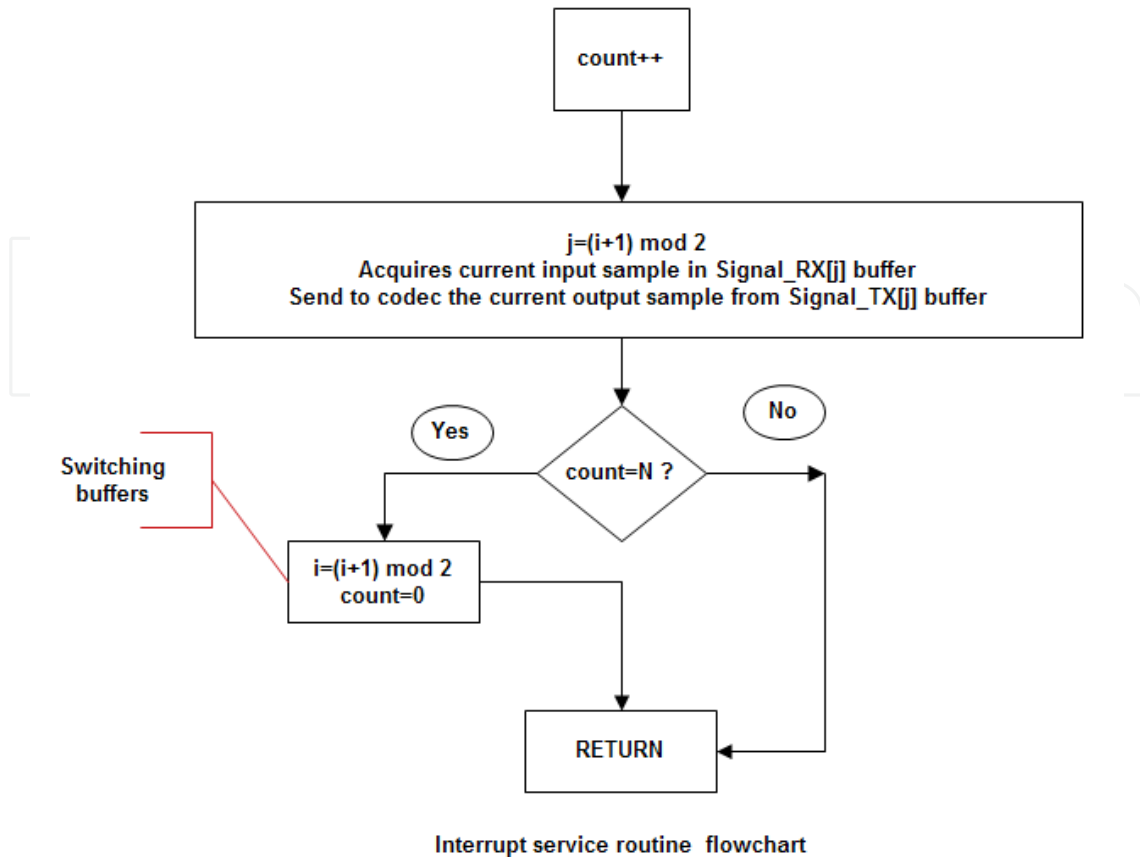 count++
j=(i+1) mod 2
Acquires current input sample in Signal_RX[j] buffer
Send to codec the current output sample from Signal_TX[j] buffer
No
Yes
count=N ?
Switching
buffers
i=(i+1) mod 2
count=0
RETURN
Interrupt service routine flowchart